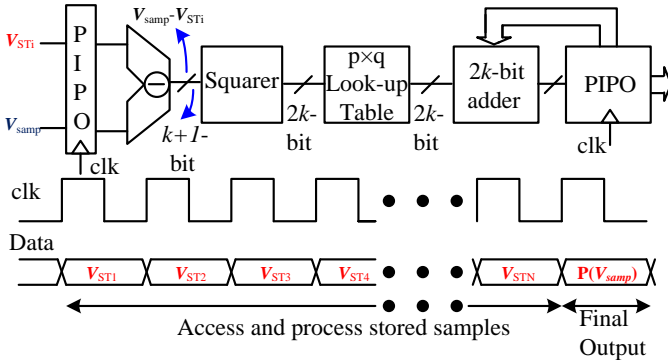 V_STi
V_samp
P
I
P
O
clk
V_samp-V_STi
−
k+1-
bit
Squarer
2k-
bit
p×q
Look-up
Table
2k-
bit
2k-bit
adder
PIPO
clk
clk
Data
V_ST1 V_ST2 V_ST3 V_ST4 V_STN P(V_samp)
Access and process stored samples
Final
Output